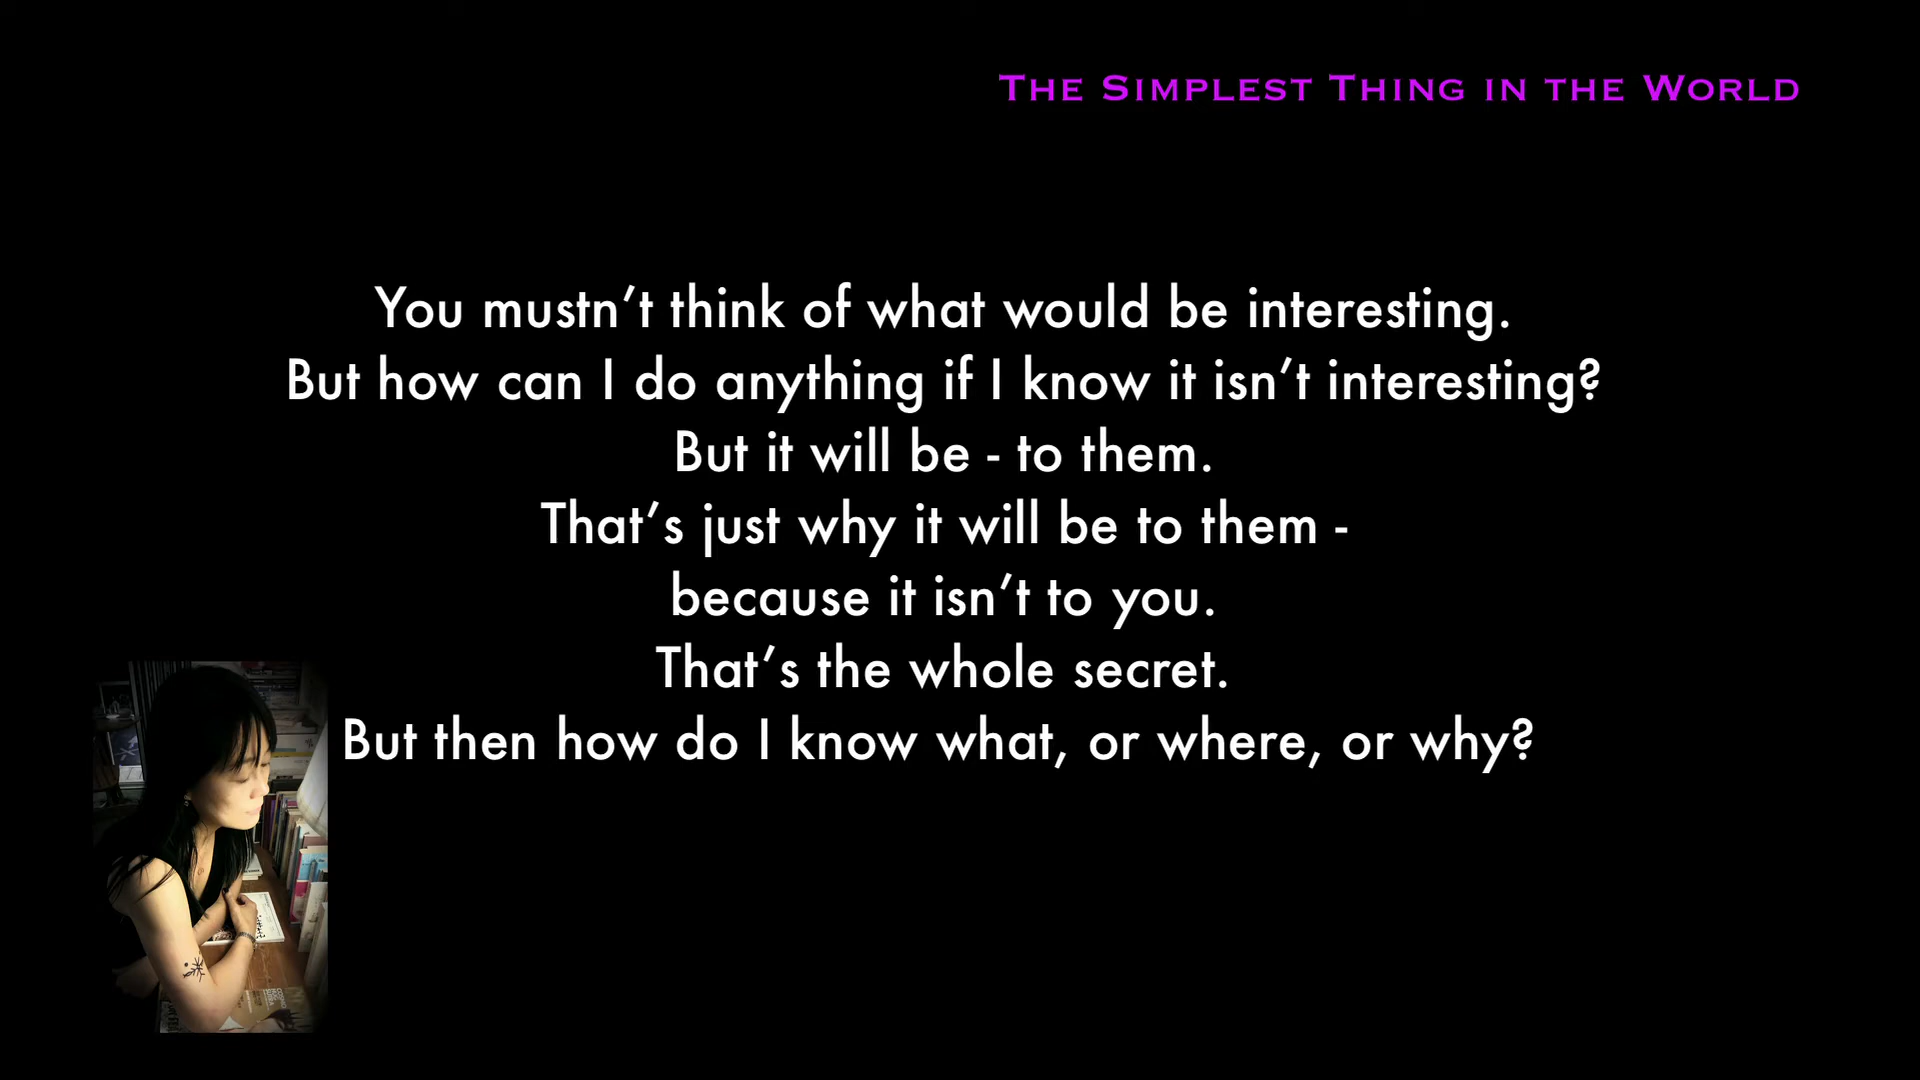 The Simplest Thing in the World
You mustn’t think of what would be interesting.
But how can I do anything if I know it isn’t interesting?
But it will be - to them.
That’s just why it will be to them -
because it isn’t to you.
That’s the whole secret.
But then how do I know what, or where, or why?